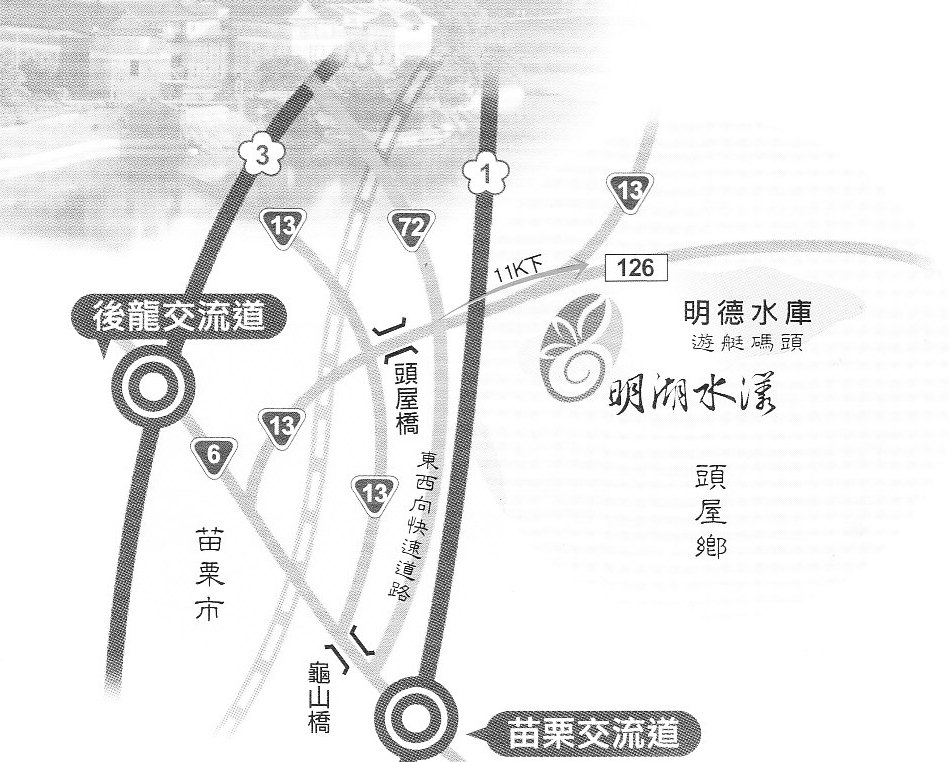 3
1
13
13
72
11K下
126
後龍交流道
明德水庫
遊艇碼頭
明湖水漾
頭屋橋
13
6
13
東西向快速道路
頭屋鄉
苗栗市
龜山橋
苗栗交流道